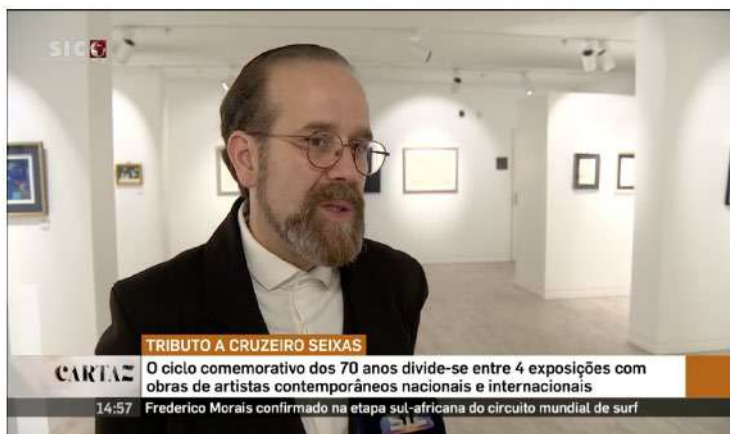 SIC
TRIBUTO A CRUZEIRO SEIXAS
CARTAZ
O ciclo comemorativo dos 70 anos divide-se entre 4 exposições com
obras de artistas contemporâneos nacionais e internacionais
14:57 Frederico Morais confirmado na etapa sul-africana do circuito mundial de surf